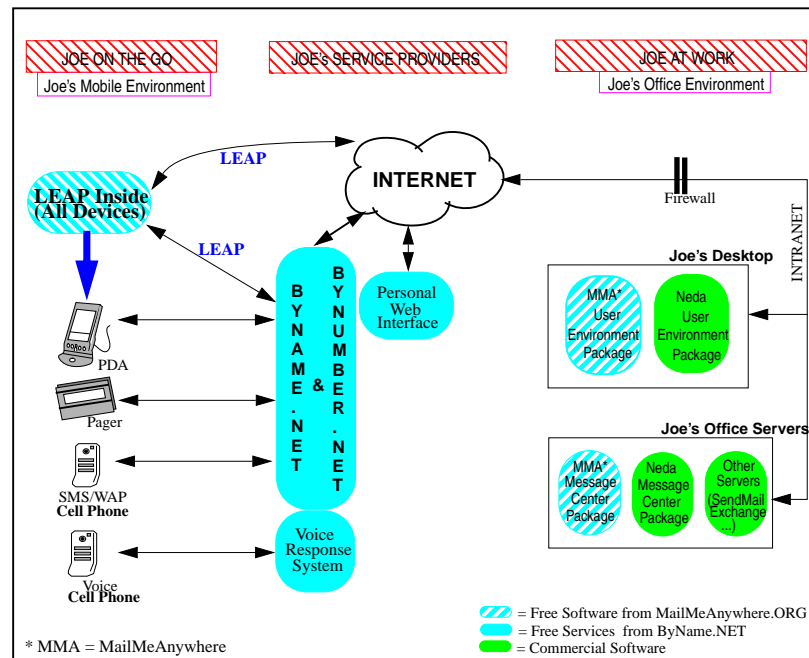 JOE ON THE GO
Joe's Mobile Environment
JOE's SERVICE PROVIDERS
JOE AT WORK
Joe's Office Environment
LEAP
INTERNET
Firewall
INTRANET
LEAP Inside
(All Devices)
LEAP
BYNAME.NET
&
BYNUMBER.NET
Personal
Web
Interface
Joe's Desktop
MMA*
User
Environment
Package
Neda
User
Environment
Package
PDA
Pager
SMS/WAP
Cell Phone
Voice
Cell Phone
Voice
Response
System
Joe's Office Servers
MMA*
Message
Center
Package
Neda
Message
Center
Package
Other
Servers
(SendMail
Exchange
...)
= Free Software from MailMeAnywhere.ORG
= Free Services from ByName.NET
= Commercial Software
* MMA = MailMeAnywhere